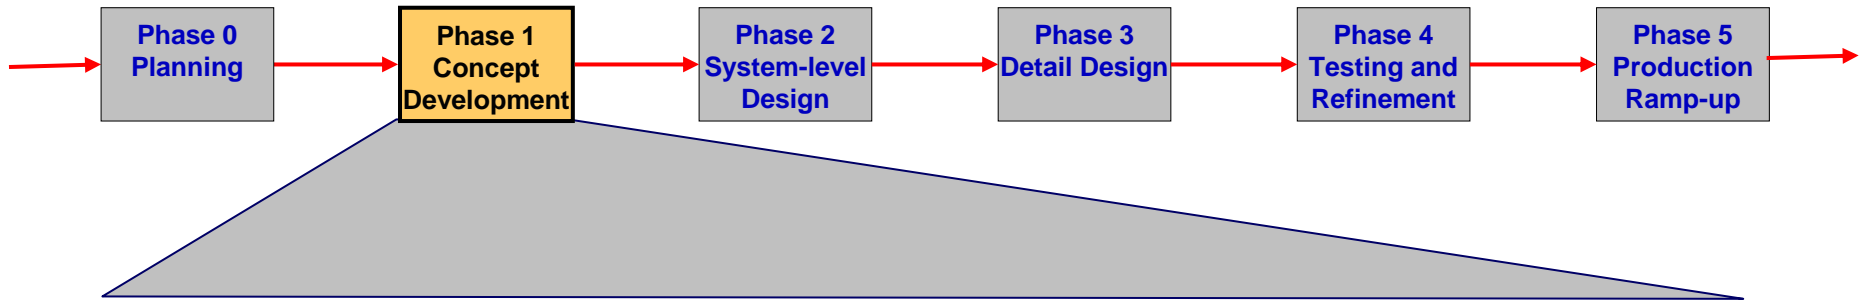 Phase 0
Planning
Phase 1
Concept
Development
Phase 2
System-level
Design
Phase 3
Detail Design
Phase 4
Testing and
Refinement
Phase 5
Production
Ramp-up